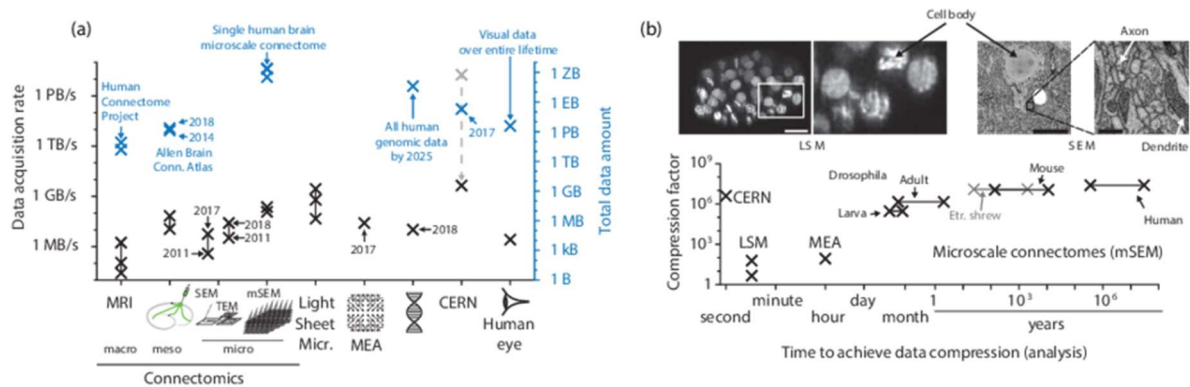 (a)
Single human brain
microscale connectome
Visual data
over entire lifetime
Data acquisition rate
1 PB/s
1 TB/s
1 GB/s
1 MB/s
Human
Connectome
Project
2018
2014
Allen Brain
Conn. Atlas
All human
genomic data
by 2025
2017
2017
2011
2018
2011
2017
2018
1 ZB
1 EB
1 PB
1 TB
1 GB
1 MB
1 kB
1 B
Total data amount
MRI
SEM
TEM
mSEM
Light
Sheet
Micr.
MEA
CERN
Human
eye
macro
meso
micro
Connectomics
(b)
Cell body
Axon
LSM
SEM
Dendrite
Compression factor
10⁹
10⁶
10³
1
CERN
LSM
MEA
Drosophila
Adult
Larva
Mouse
Etr. shrew
Human
Microscale connectomes (mSEM)
second
minute
hour
day
month
1
10³
10⁶
years
Time to achieve data compression (analysis)